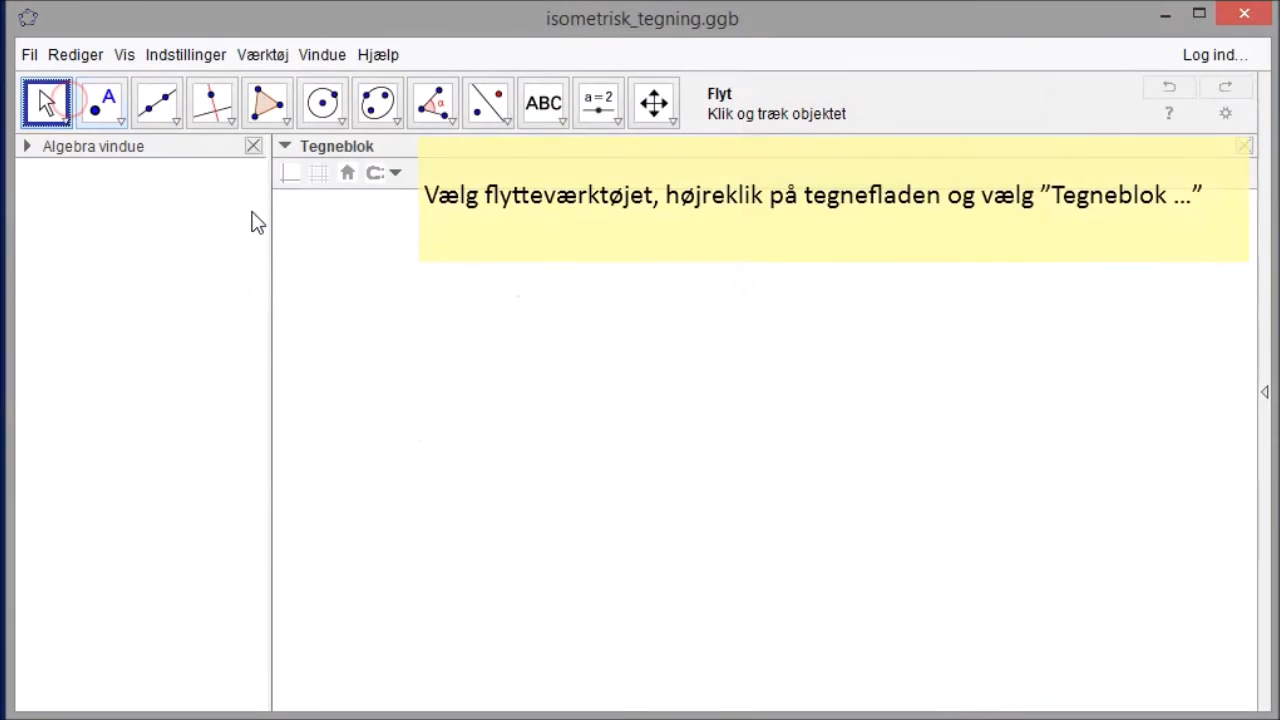 isometrisk_tegning.ggb
Fil Rediger Vis Indstillinger Værktøj Vindue Hjælp Log ind...
A α ABC a=2
Flyt
Klik og træk objektet
?
Algebra vindue
Tegneblok
Vælg flytteværktøjet, højreklik på tegnefladen og vælg ”Tegneblok ...”